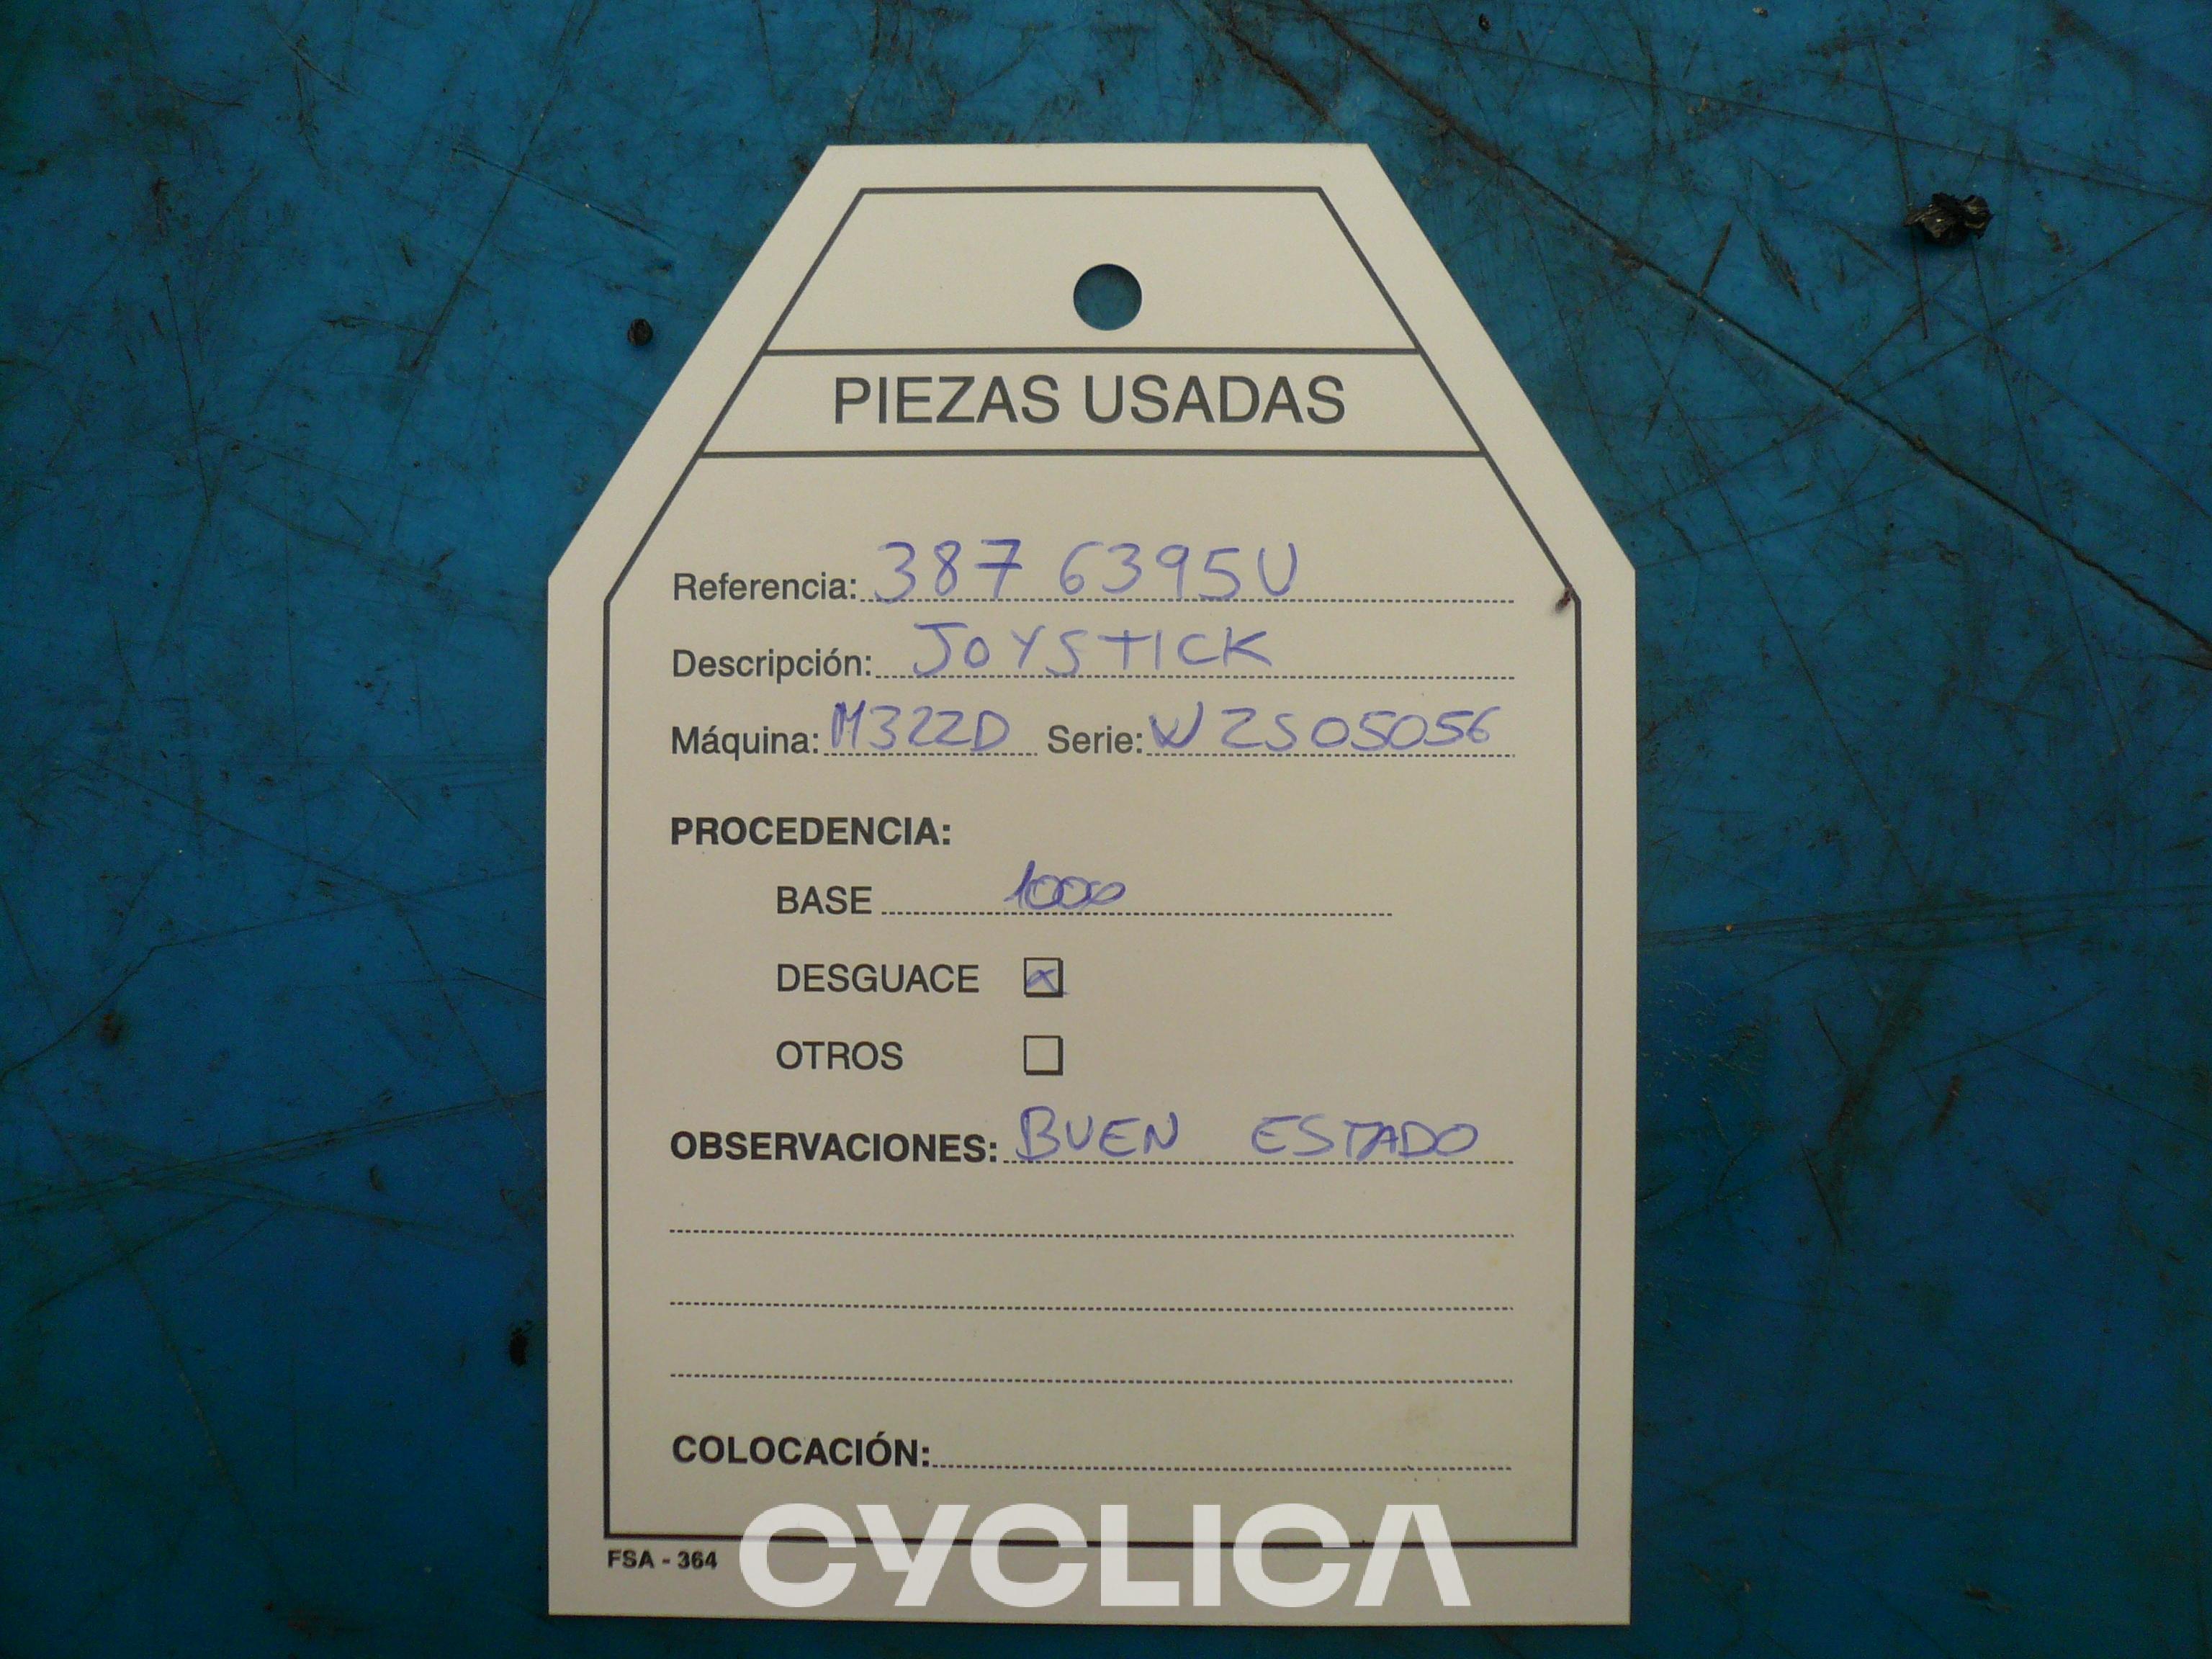 PIEZAS USADAS
Referencia: 387 6395U
Descripción: JOYSTICK
Máquina: M322D Serie: W2S05056
PROCEDENCIA:
BASE 1000
DESGUACE
OTROS
OBSERVACIONES: BUEN ESTADO
COLOCACIÓN:
FSA - 364
CYCLICA